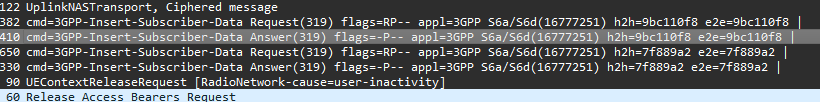 122 UplinkNASTransport, Ciphered message
382 cmd=3GPP-Insert-Subscriber-Data Request(319) flags=RP-- appl=3GPP S6a/S6d(16777251) h2h=9bc110f8 e2e=9bc110f8 |
410 cmd=3GPP-Insert-Subscriber-Data Answer(319) flags=-P-- appl=3GPP S6a/S6d(16777251) h2h=9bc110f8 e2e=9bc110f8 |
650 cmd=3GPP-Insert-Subscriber-Data Request(319) flags=RP-- appl=3GPP S6a/S6d(16777251) h2h=7f889a2 e2e=7f889a2 |
330 cmd=3GPP-Insert-Subscriber-Data Answer(319) flags=-P-- appl=3GPP S6a/S6d(16777251) h2h=7f889a2 e2e=7f889a2 |
90 UEContextReleaseRequest [RadioNetwork-cause=user-inactivity]
60 Release Access Bearers Request